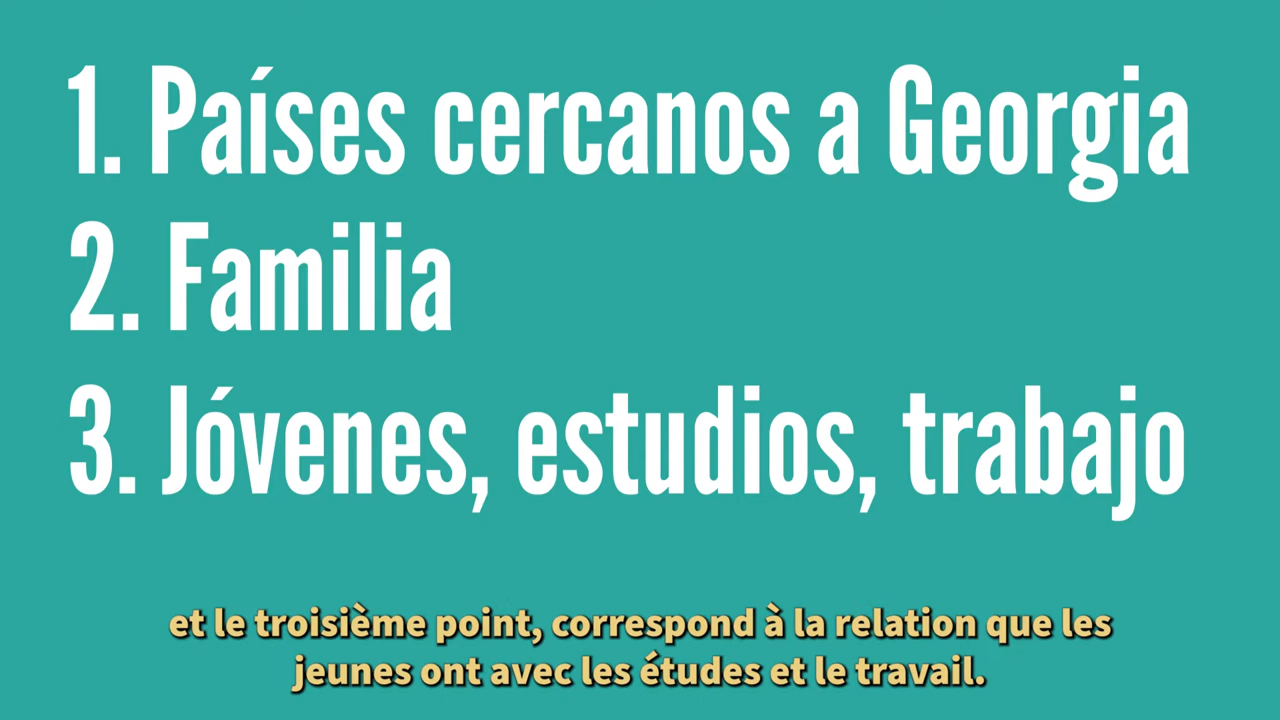 1. Países cercanos a Georgia
2. Familia
3. Jóvenes, estudios, trabajo
et le troisième point, correspond à la relation que les
jeunes ont avec les études et le travail.